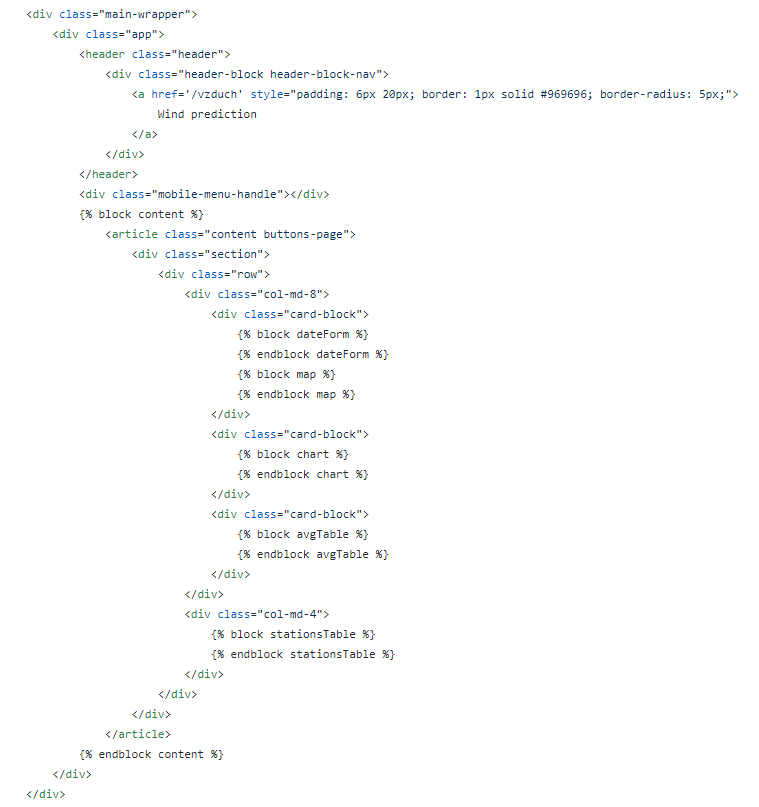 <div class="main-wrapper">
    <div class="app">
        <header class="header">
            <div class="header-block header-block-nav">
                <a href='/vzduch' style="padding: 6px 20px; border: 1px solid #969696; border-radius: 5px;">
                    Wind prediction
                </a>
            </div>
        </header>
        <div class="mobile-menu-handle"></div>
        {% block content %}
            <article class="content buttons-page">
                <div class="section">
                    <div class="row">
                        <div class="col-md-8">
                            <div class="card-block">
                                {% block dateForm %}
                                {% endblock dateForm %}
                                {% block map %}
                                {% endblock map %}
                            </div>
                            <div class="card-block">
                                {% block chart %}
                                {% endblock chart %}
                            </div>
                            <div class="card-block">
                                {% block avgTable %}
                                {% endblock avgTable %}
                            </div>
                        </div>
                        <div class="col-md-4">
                            {% block stationsTable %}
                            {% endblock stationsTable %}
                        </div>
                    </div>
                </div>
            </article>
        {% endblock content %}
    </div>
</div>